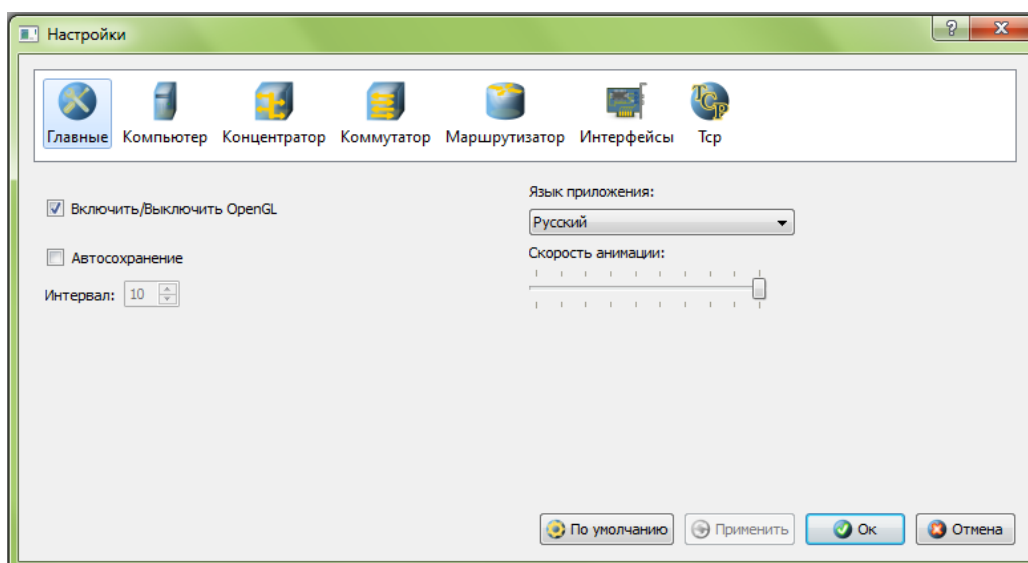 Настройки
Главные Компьютер Концентратор Коммутатор Маршрутизатор Интерфейсы Tcp
Включить/Выключить OpenGL
Автосохранение
Интервал: 10
Язык приложения:
Русский
Скорость анимации:
По умолчанию Применить Ок Отмена